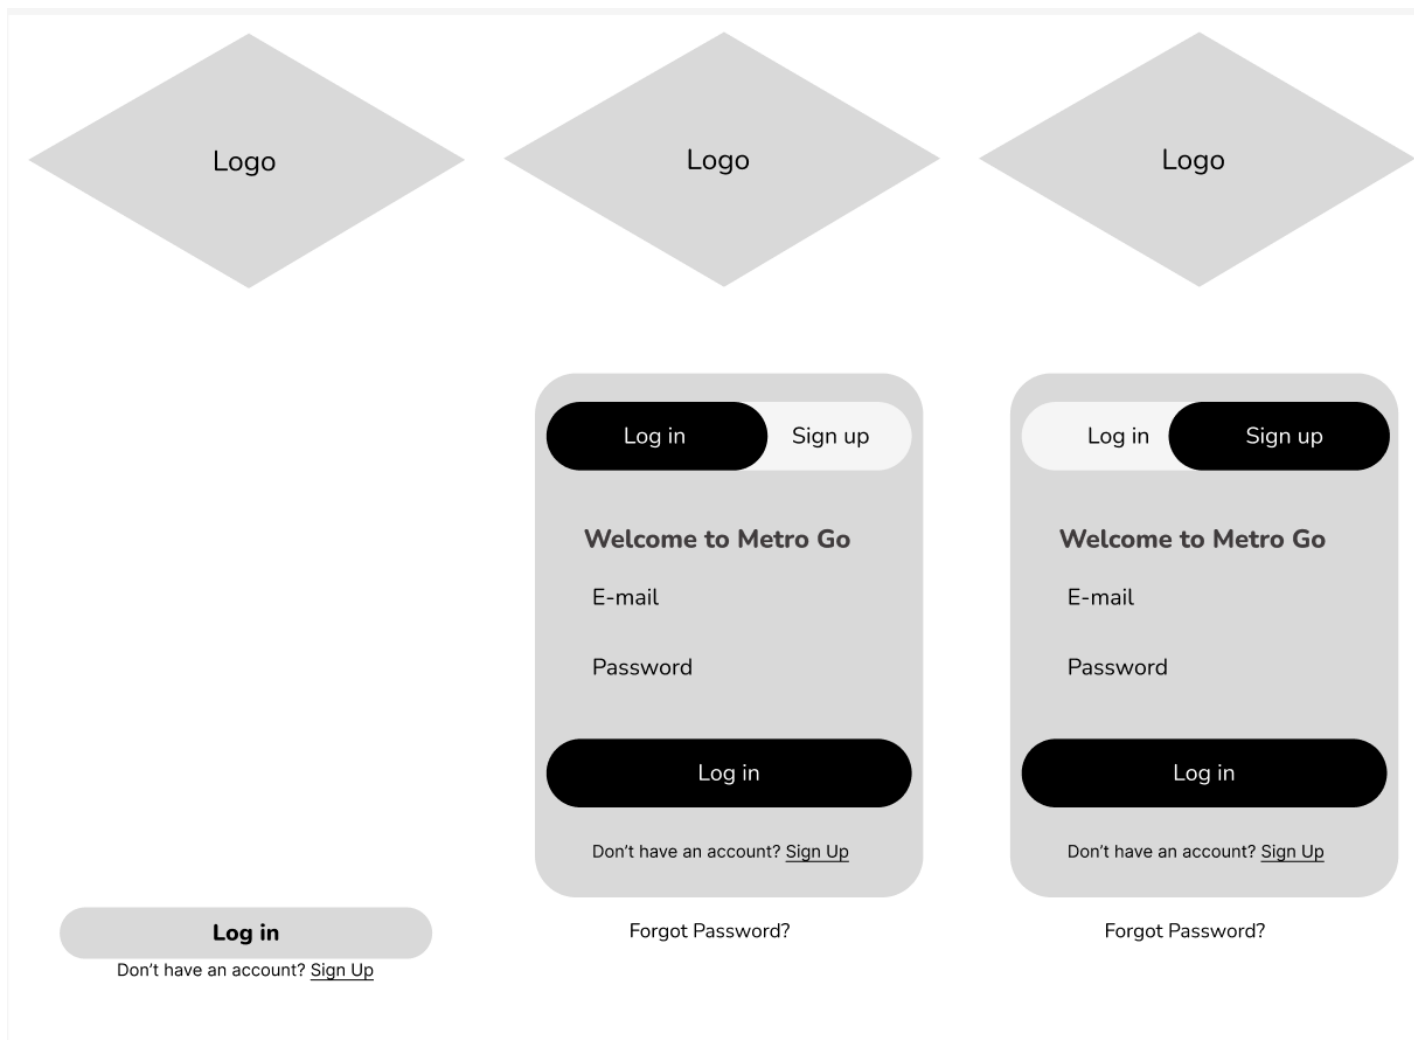 Logo
Log in
Don't have an account? Sign Up
Logo
Log in
Sign up
Welcome to Metro Go
E-mail
Password
Log in
Don't have an account? Sign Up
Forgot Password?
Logo
Log in
Sign up
Welcome to Metro Go
E-mail
Password
Log in
Don't have an account? Sign Up
Forgot Password?